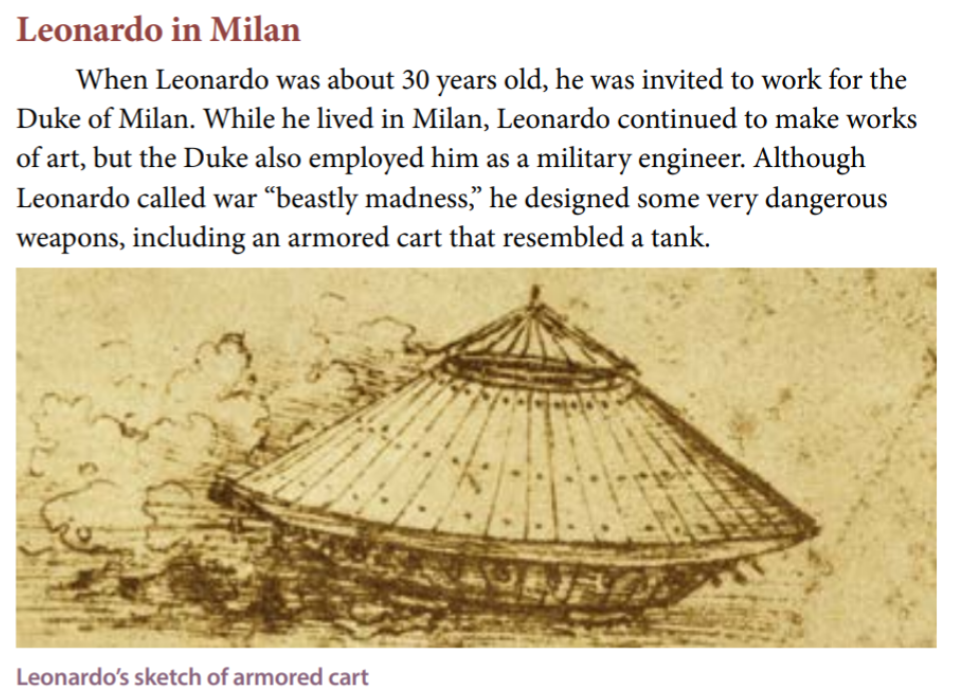 Leonardo in Milan
When Leonardo was about 30 years old, he was invited to work for the
Duke of Milan. While he lived in Milan, Leonardo continued to make works
of art, but the Duke also employed him as a military engineer. Although
Leonardo called war “beastly madness,” he designed some very dangerous
weapons, including an armored cart that resembled a tank.
Leonardo’s sketch of armored cart